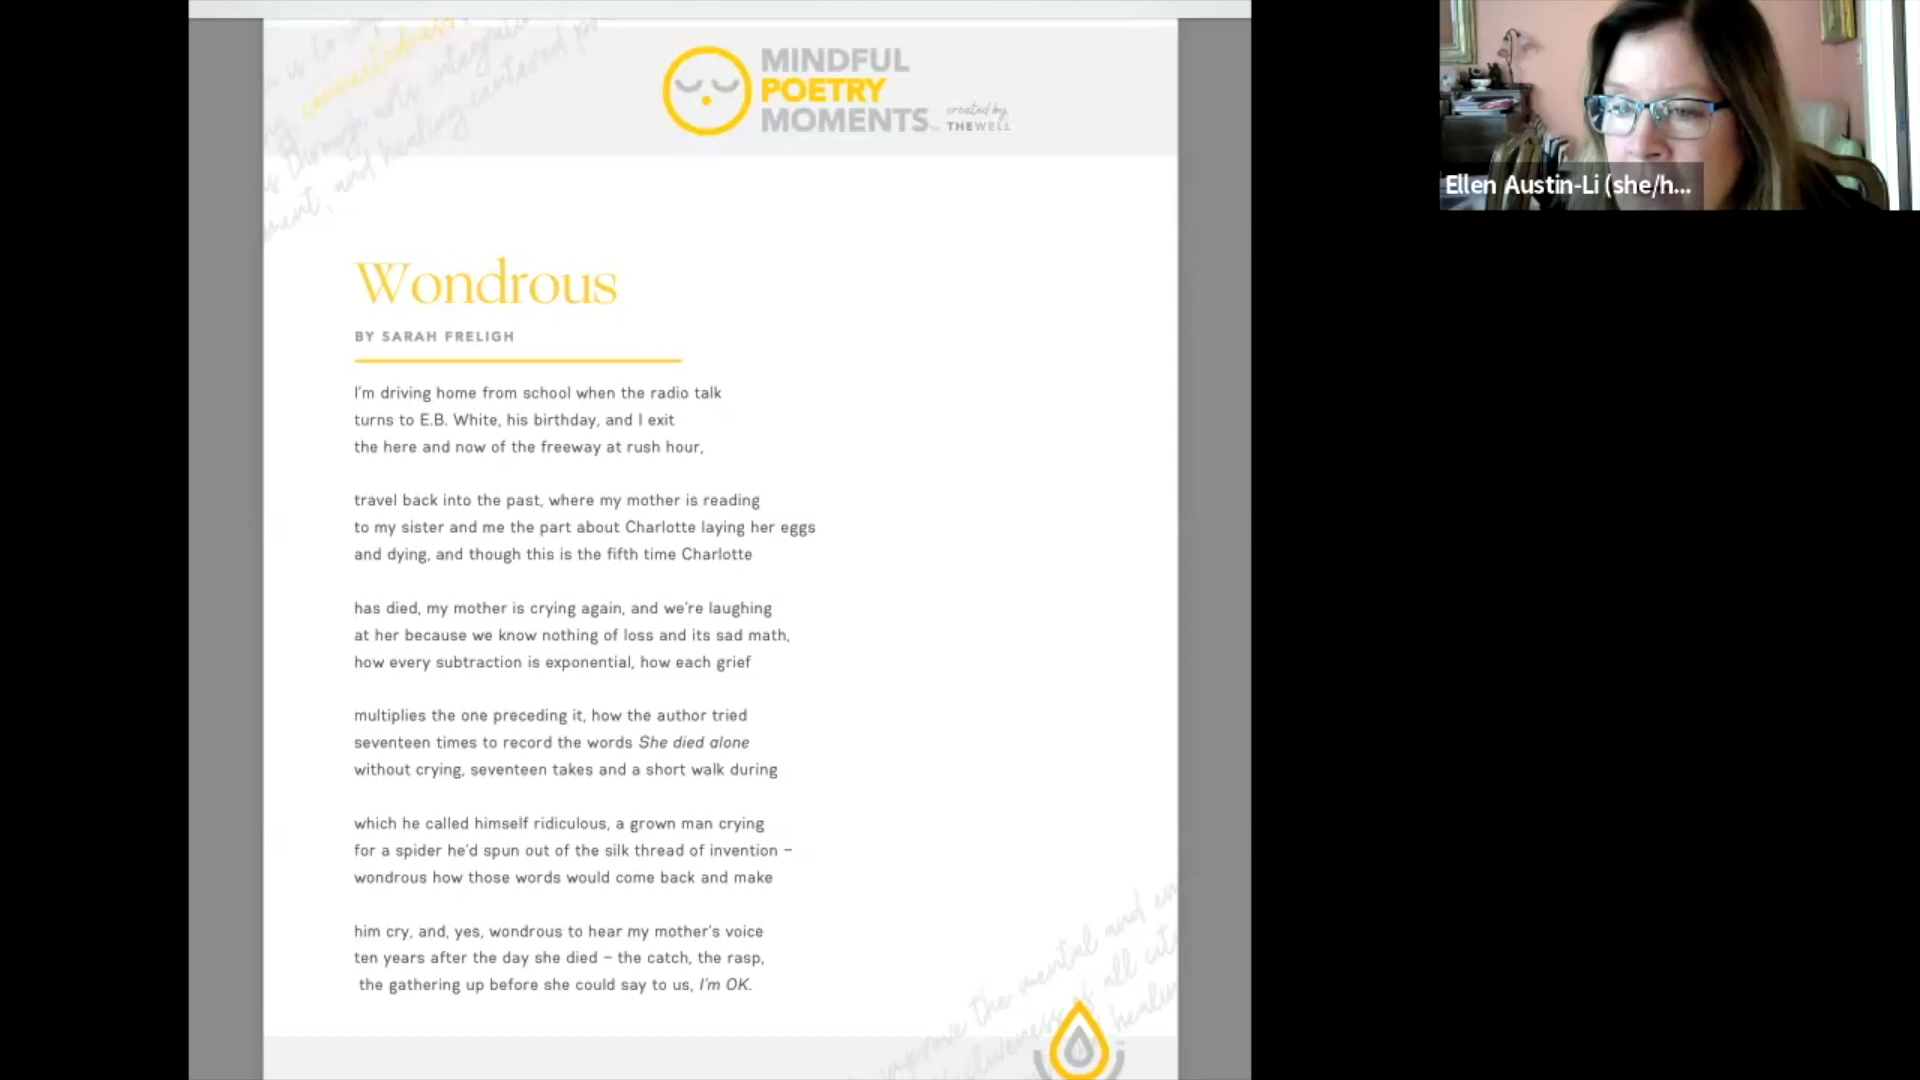 MINDFUL
POETRY
MOMENTS
created by
THEWELL
Ellen Austin-Li (she/h...
Wondrous
BY SARAH FRELIGH
I'm driving home from school when the radio talk
turns to E.B. White, his birthday, and I exit
the here and now of the freeway at rush hour,
travel back into the past, where my mother is reading
to my sister and me the part about Charlotte laying her eggs
and dying, and though this is the fifth time Charlotte
has died, my mother is crying again, and we're laughing
at her because we know nothing of loss and its sad math,
how every subtraction is exponential, how each grief
multiplies the one preceding it, how the author tried
seventeen times to record the words She died alone
without crying, seventeen takes and a short walk during
which he called himself ridiculous, a grown man crying
for a spider he'd spun out of the silk thread of invention –
wondrous how those words would come back and make
him cry, and, yes, wondrous to hear my mother's voice
ten years after the day she died – the catch, the rasp,
the gathering up before she could say to us, I'm OK.
the mental and
of all